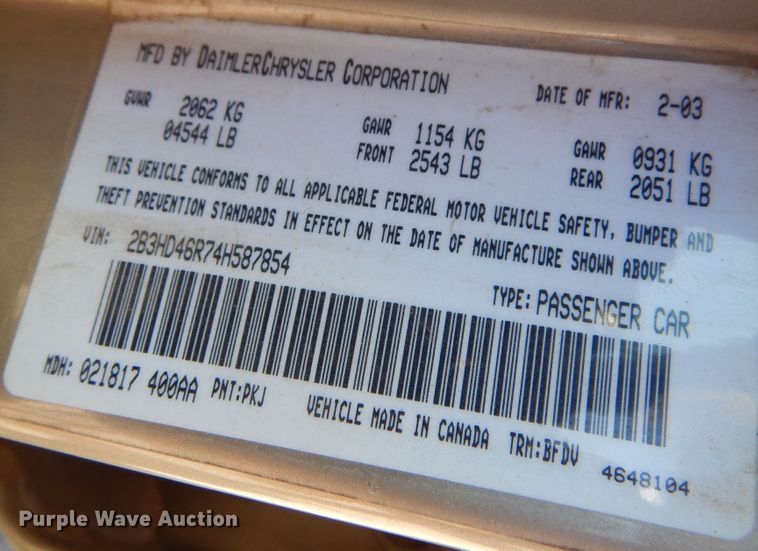 MFD BY DAIMLERCHRYSLER CORPORATION
DATE OF MFR: 2-03
GVWR 2062 KG
04544 LB
GAWR FRONT 1154 KG
2543 LB
GAWR REAR 0931 KG
2051 LB
THIS VEHICLE CONFORMS TO ALL APPLICABLE FEDERAL MOTOR VEHICLE SAFETY, BUMPER AND
THEFT PREVENTION STANDARDS IN EFFECT ON THE DATE OF MANUFACTURE SHOWN ABOVE.
VIN: 2B3HD46R74H587854
TYPE: PASSENGER CAR
MDH: 021817 400AA PNT:PKJ
VEHICLE MADE IN CANADA TRM:BFDV
4648104
Purple Wave Auction